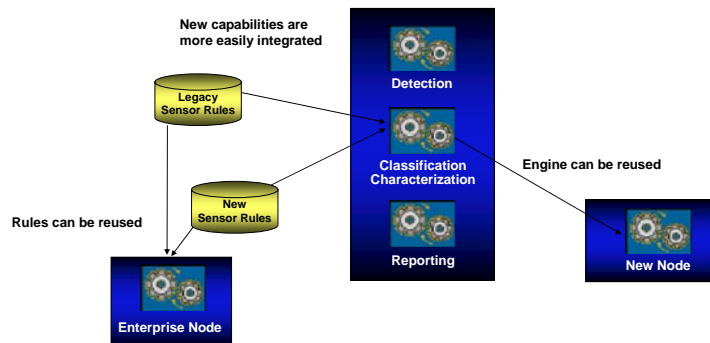 New capabilities are
more easily integrated
Detection
Legacy
Sensor Rules
Classification
Characterization
Engine can be reused
New
Sensor Rules
Rules can be reused
Reporting
New Node
Enterprise Node